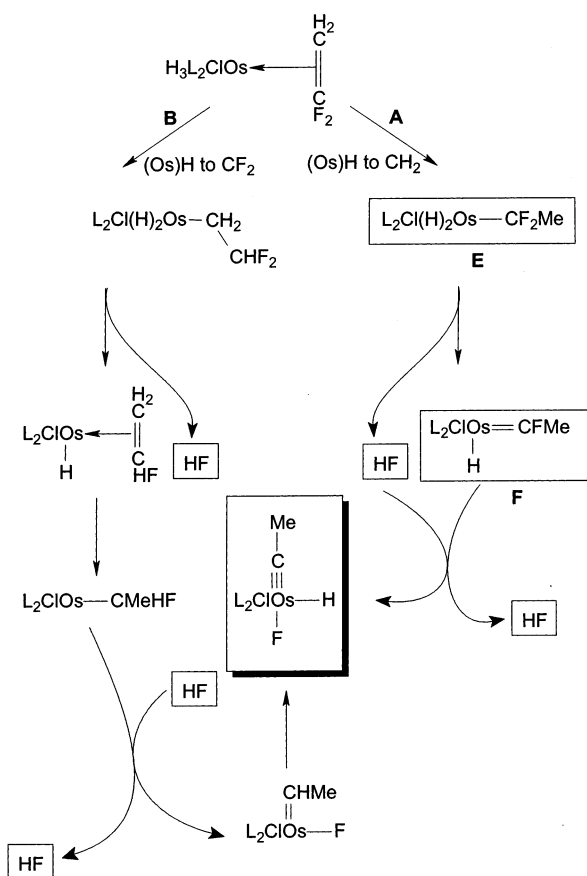 H2
C
H3L2ClOs
C
F2
B
A
(Os)H to CF2
(Os)H to CH2
L2Cl(H)2Os—CH2
CHF2
L2Cl(H)2Os—CF2Me
E
H2
C
L2ClOs
H
C
HF
HF
HF
L2ClOs=CFMe
H
F
Me
C
L2ClOs—H
F
L2ClOs—CMeHF
HF
HF
CHMe
L2ClOs—F
HF